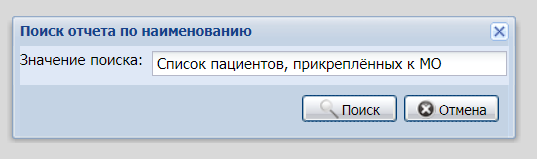 Поиск отчета по наименованию
Значение поиска: Список пациентов, прикреплённых к МО
Поиск Отмена